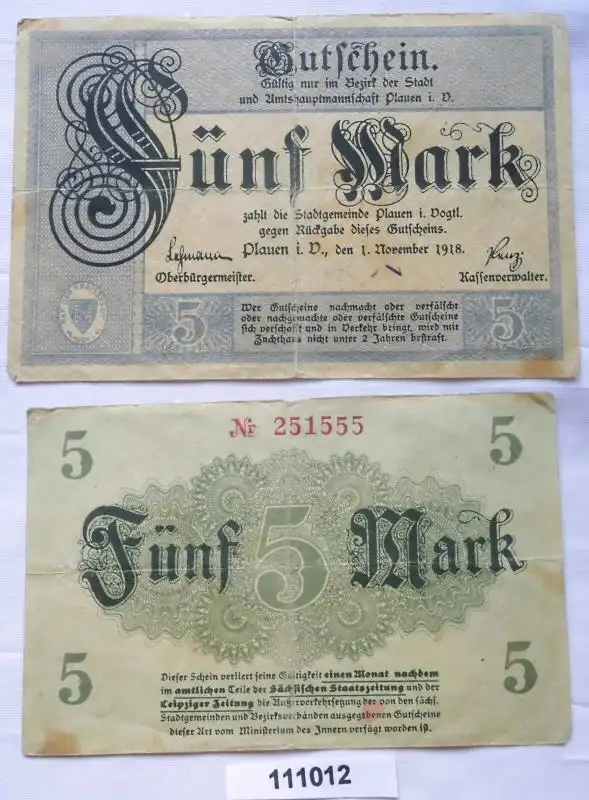 Gutschein.
Gültig nur im Bezirk der Stadt
und Amtshauptmannschaft Plauen i. V.
Fünf Mark
zahlt die Stadtgemeinde Plauen i. Vogtl.
gegen Rückgabe dieses Gutscheins.
Plauen i. V., den 1. November 1918.
Lehmann
Oberbürgermeister.
Kassenverwalter.
5
Wer Gutscheine nachmacht oder verfälscht
oder nachgemachte oder verfälschte Gutscheine
sich verschafft und in Verkehr bringt, wird mit
Zuchthaus nicht unter 2 Jahren bestraft.
5
Nr 251555
5
5
Fünf 5 Mark
5
5
Dieser Schein verliert seine Gültigkeit einen Monat nachdem
im amtlichen Teile der Sächsischen Staatszeitung und der
Leipziger Zeitung die Außerverkehrsetzung der von den sächs.
Stadtgemeinden und Bezirksverbänden ausgegebenen Gutscheine
dieser Art vom Ministerium des Innern verfügt worden ist.
111012